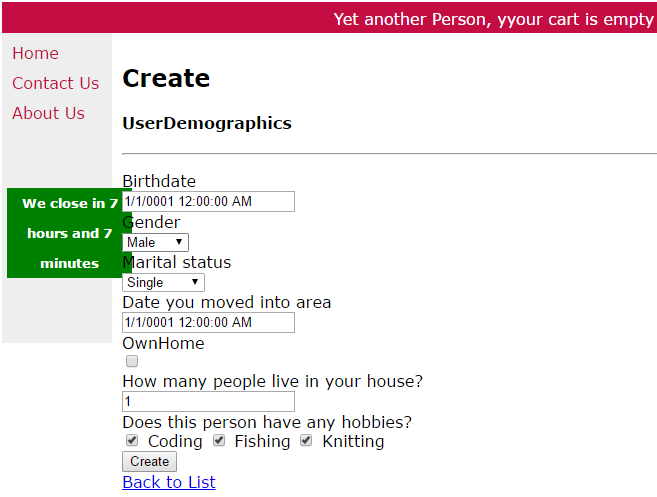 Yet another Person, yyour cart is empty
Home
Contact Us
About Us
We close in 7
hours and 7
minutes
Create
UserDemographics
Birthdate
1/1/0001 12:00:00 AM
Gender
Male
Marital status
Single
Date you moved into area
1/1/0001 12:00:00 AM
OwnHome
How many people live in your house?
1
Does this person have any hobbies?
Coding Fishing Knitting
Create
Back to List